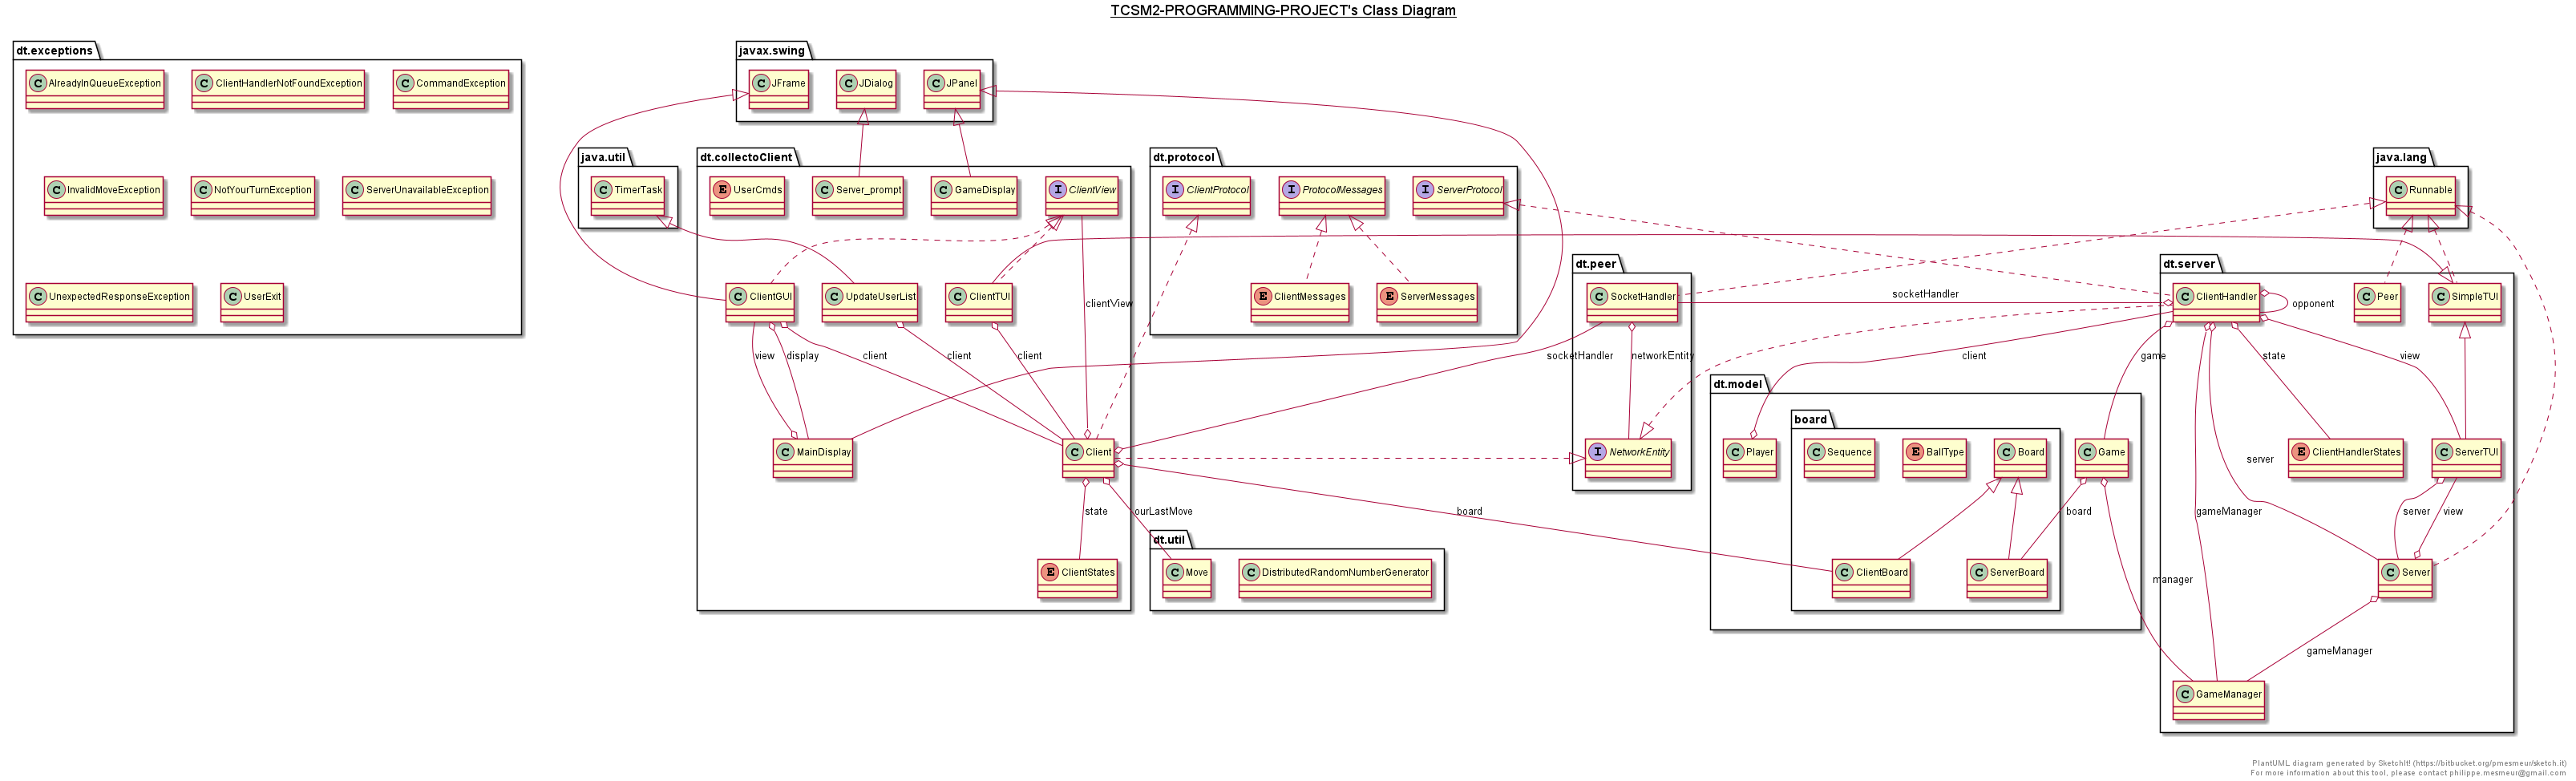 TCSM2-PROGRAMMING-PROJECT's Class Diagram
dt.exceptions
C AlreadyInQueueException
C ClientHandlerNotFoundException
C CommandException
C InvalidMoveException
C NotYourTurnException
C ServerUnavailableException
C UnexpectedResponseException
C UserExit
javax.swing
C JFrame
C JDialog
C JPanel
java.util
C TimerTask
dt.collectoClient
E UserCmds
C Server_prompt
C GameDisplay
I ClientView
C ClientGUI
C UpdateUserList
C ClientTUI
clientView
view
display
client
client
client
C MainDisplay
C Client
state
ourLastMove
E ClientStates
dt.protocol
I ClientProtocol
I ProtocolMessages
I ServerProtocol
E ClientMessages
E ServerMessages
dt.util
C Move
C DistributedRandomNumberGenerator
dt.peer
C SocketHandler
socketHandler
socketHandler
networkEntity
I NetworkEntity
board
dt.model
client
game
C Player
board
C Sequence
E BallType
C Board
C Game
board
manager
C ClientBoard
C ServerBoard
java.lang
C Runnable
dt.server
C ClientHandler
opponent
C Peer
C SimpleTUI
state
view
server
E ClientHandlerStates
C ServerTUI
gameManager
server
view
C Server
gameManager
C GameManager
PlantUML diagram generated by SketchIt! (https://bitbucket.org/pmesmeur/sketch.it)
For more information about this tool, please contact philippe.mesmeur@gmail.com